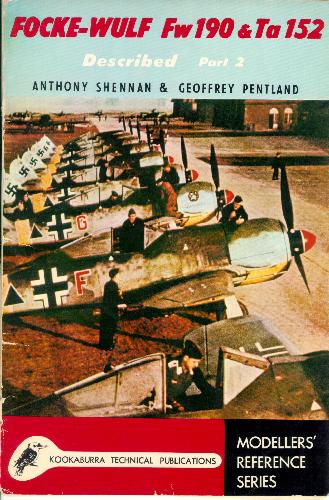 FOCKE-WULF Fw 190 & Ta 152
Described Part 2
ANTHONY SHENNAN & GEOFFREY PENTLAND
G
F
KOOKABURRA TECHNICAL PUBLICATIONS
MODELLERS'
REFERENCE
SERIES